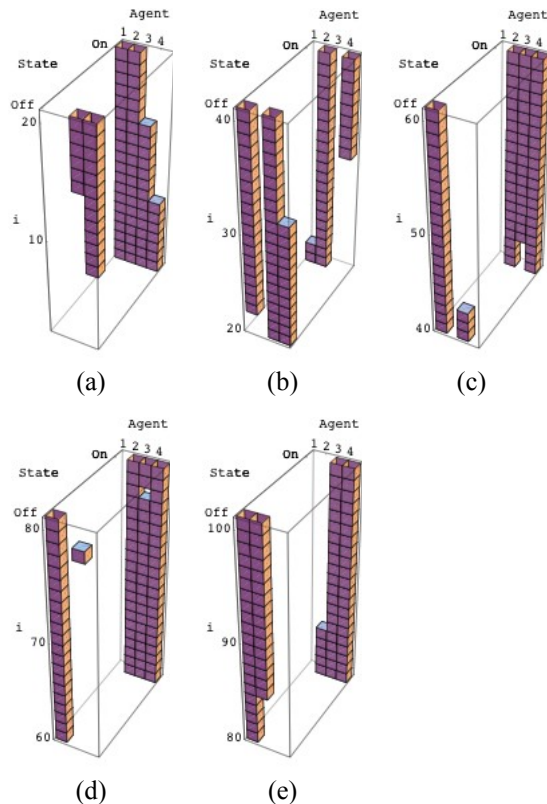 Agent
1 2 3 4
On
State
Off
20
i
10
(a)
Agent
1 2 3 4
On
State
Off
40
i
30
20
(b)
Agent
1 2 3 4
On
State
Off
60
i
50
40
(c)
Agent
1 2 3 4
On
State
Off
80
i
70
60
(d)
Agent
1 2 3 4
On
State
Off
100
i
90
80
(e)